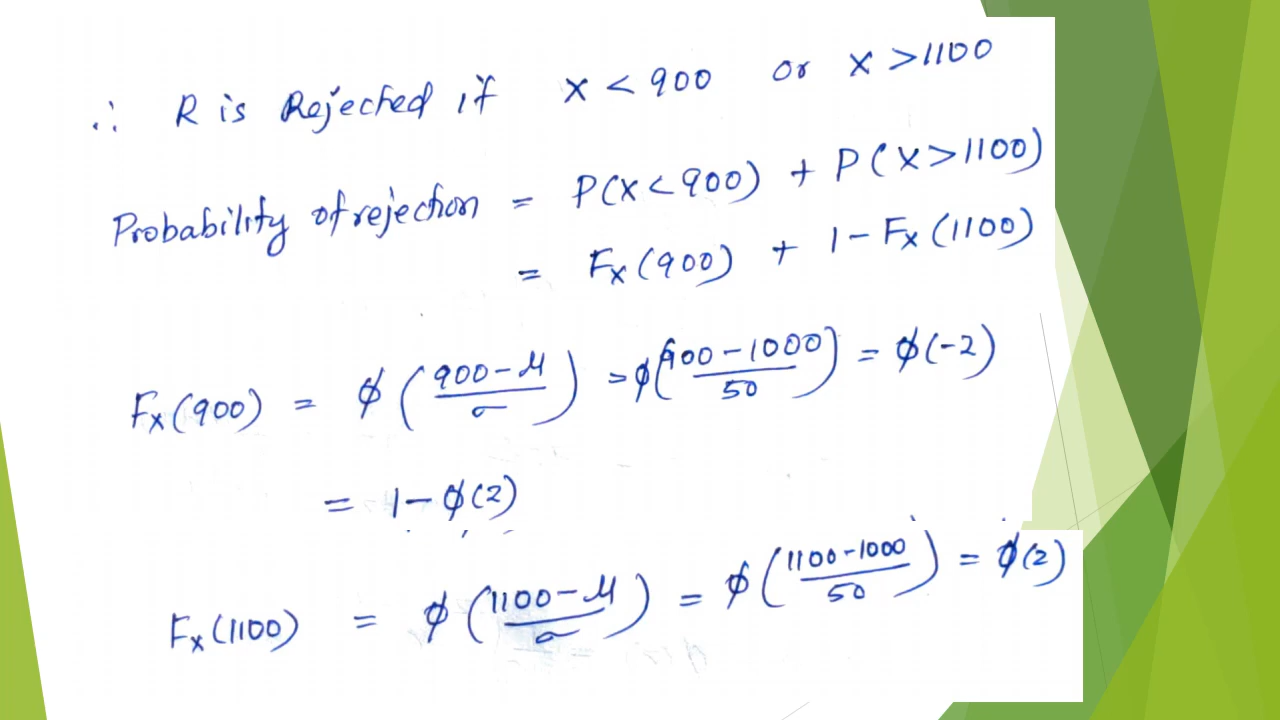 ∴ R is Rejected if X < 900 or X > 1100
Probability of rejection = P(X < 900) + P(X > 1100)
= Fx(900) + 1 - Fx(1100)
Fx(900) = ϕ(900-μ/σ) = ϕ(900-1000/50) = ϕ(-2)
= 1-ϕ(2)
Fx(1100) = ϕ(1100-μ/σ) = ϕ(1100-1000/50) = ϕ(2)